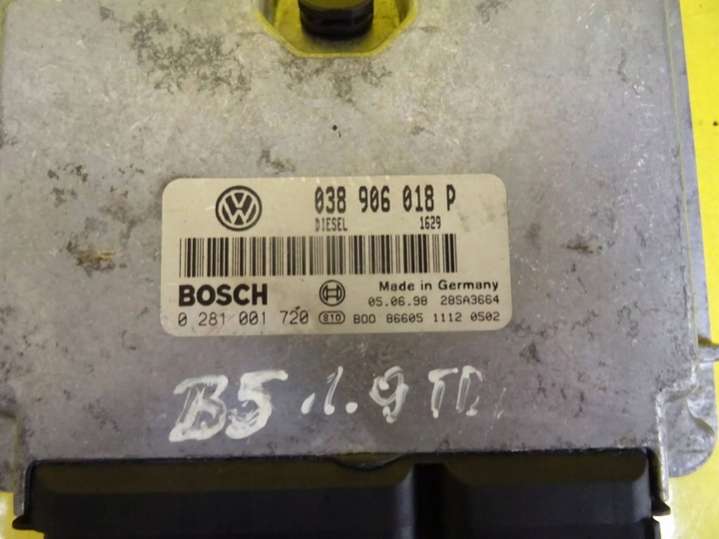 038 906 018 P
DIESEL 1629
BOSCH Made in Germany
05.06.98 28SA3664
0 281 001 720 810 B00 86605 1112 0502
B5 1.9 TDI